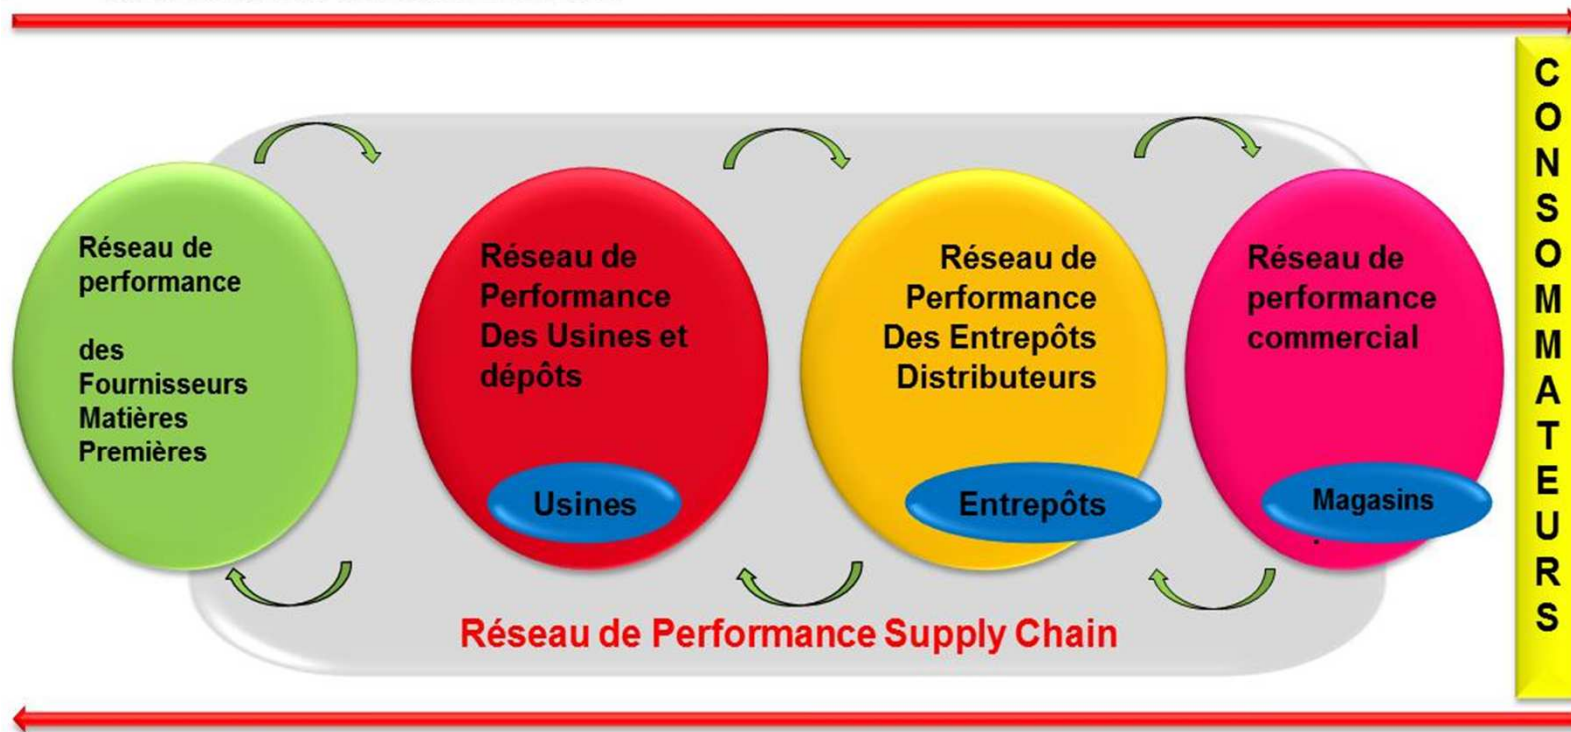 Réseau de
performance
des
Fournisseurs
Matières
Premières
Réseau de
Performance
Des Usines et
dépôts
Usines
Réseau de
Performance
Des Entrepôts
Distributeurs
Entrepôts
Réseau de
performance
commercial
Magasins
.
Réseau de Performance Supply Chain
CONSOMMATEURS